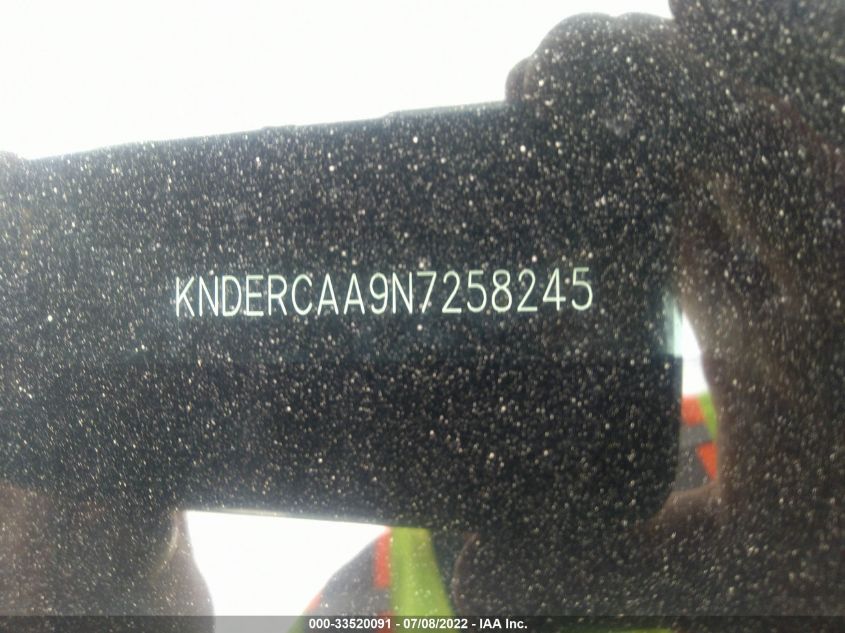 KNDERCAA9N7258245
000-33520091 - 07/08/2022 - IAA Inc.